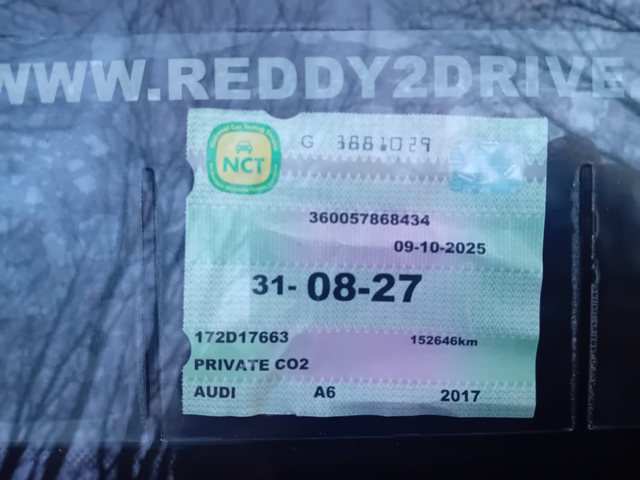 WWW.REDDY2DRIVE.
NCT
G 3881029
360057868434
09-10-2025
31-08-27
172D17663 152646km
PRIVATE CO2
AUDI A6 2017